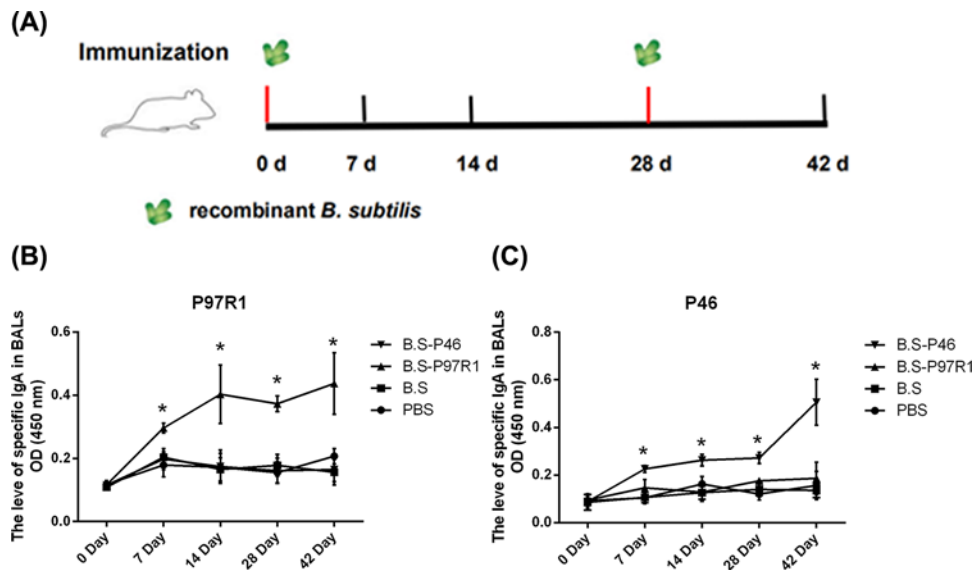 (A)
Immunization
0 d 7 d 14 d 28 d 42 d
recombinant B. subtilis
(B)
P97R1
The level of specific IgA in BALs
OD (450 nm)
0.6
0.4
0.2
0.0
* * * *
0 Day 7 Day 14 Day 28 Day 42 Day
B.S-P46
B.S-P97R1
B.S
PBS
(C)
P46
The level of specific IgA in BALs
OD (450 nm)
0.8
0.6
0.4
0.2
0.0
* * * *
0 Day 7 Day 14 Day 28 Day 42 Day
B.S-P46
B.S-P97R1
B.S
PBS